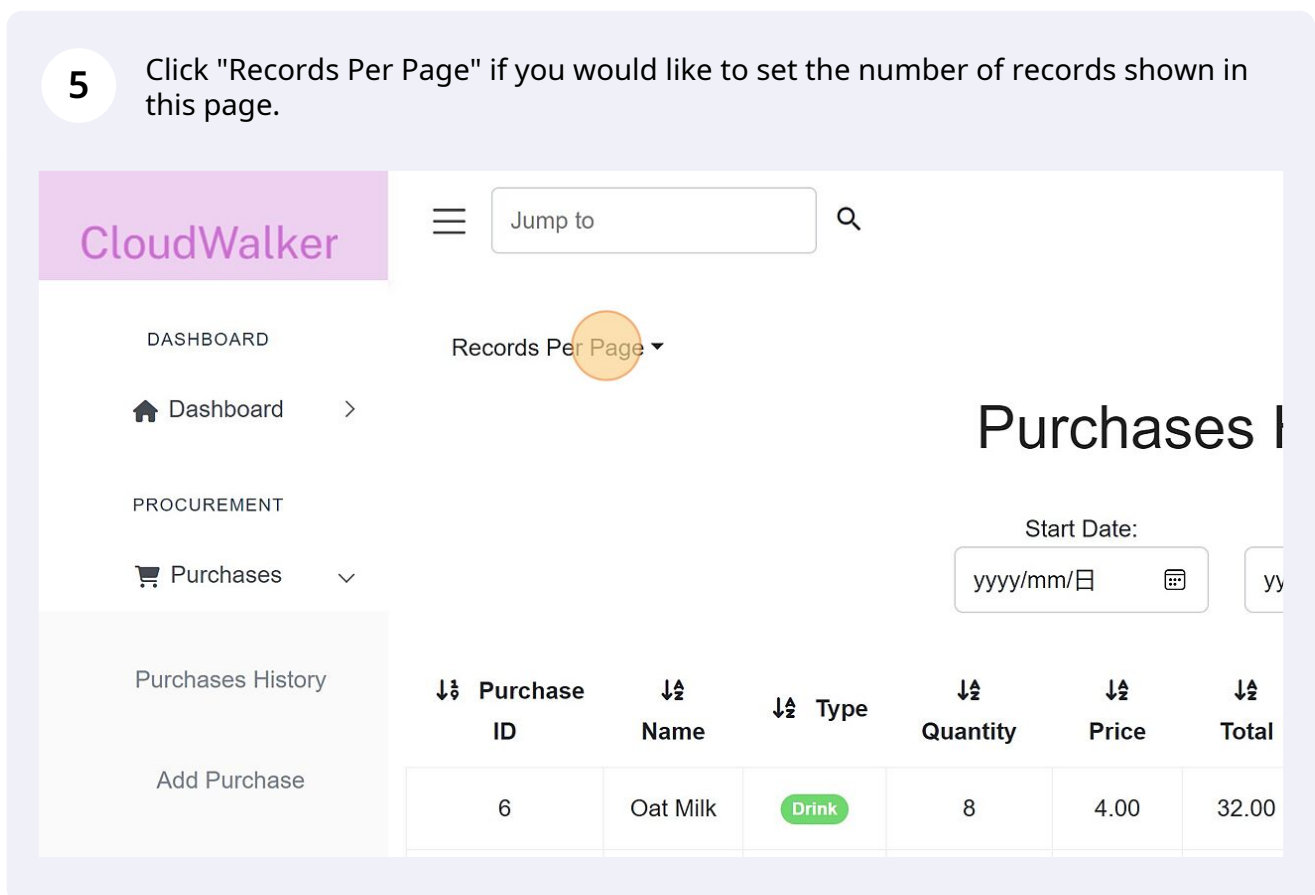 5
Click "Records Per Page" if you would like to set the number of records shown in
this page.
CloudWalker
Jump to
DASHBOARD
Records Per Page
Dashboard
Purchases
PROCUREMENT
Start Date:
Purchases
yyyy/mm/日
yy
Purchases History
Purchase
ID
Name
Type
Quantity
Price
Total
Add Purchase
6
Oat Milk
Drink
8
4.00
32.00